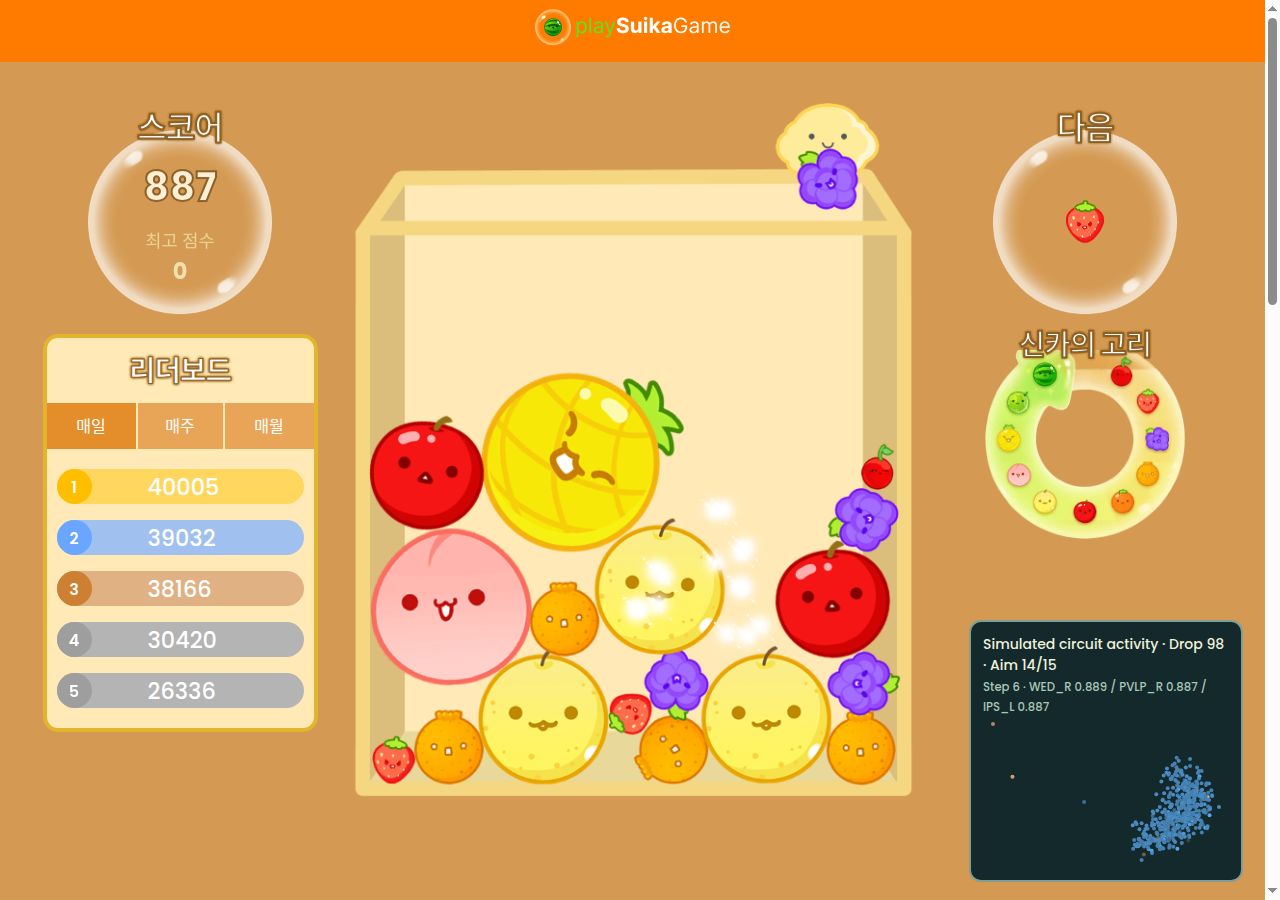 playSuikaGame
스코어
887
최고 점수
0
다음
신카의 고리
리더보드
매일 매주 매월
1 40005
2 39032
3 38166
4 30420
5 26336
Simulated circuit activity · Drop 98
· Aim 14/15
Step 6 · WED_R 0.889 / PVLP_R 0.887 /
IPS_L 0.887